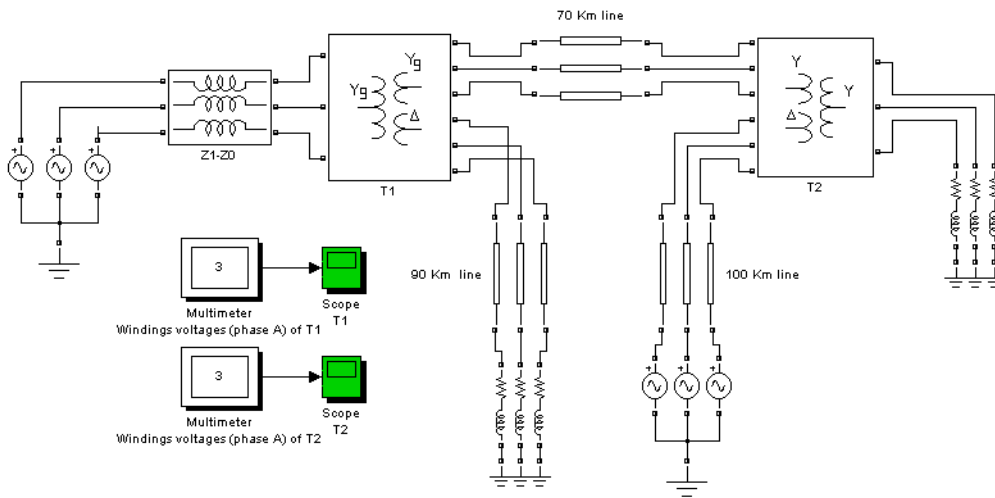 70 Km line
Yg
Yg
Δ
T1
Y
Y
Δ
T2
Z1-Z0
+
+
+
3
Multimeter
Windings voltages (phase A) of T1
Scope
T1
90 Km line
100 Km line
3
Multimeter
Windings voltages (phase A) of T2
Scope
T2
+
+
+